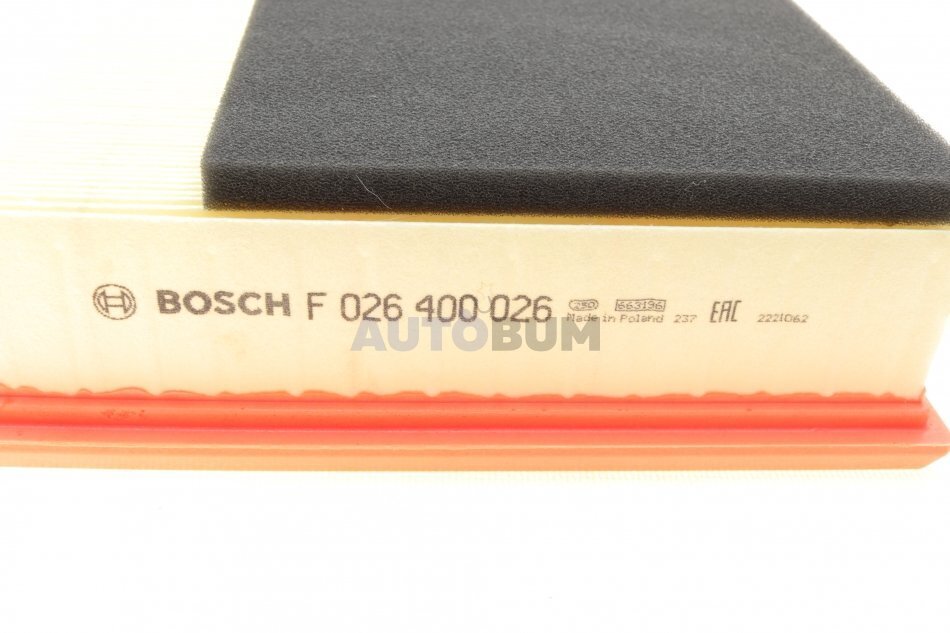 BOSCH F 026 400 026 250 663196 EAC 2221062
Made in Poland 237
AUTOBUM